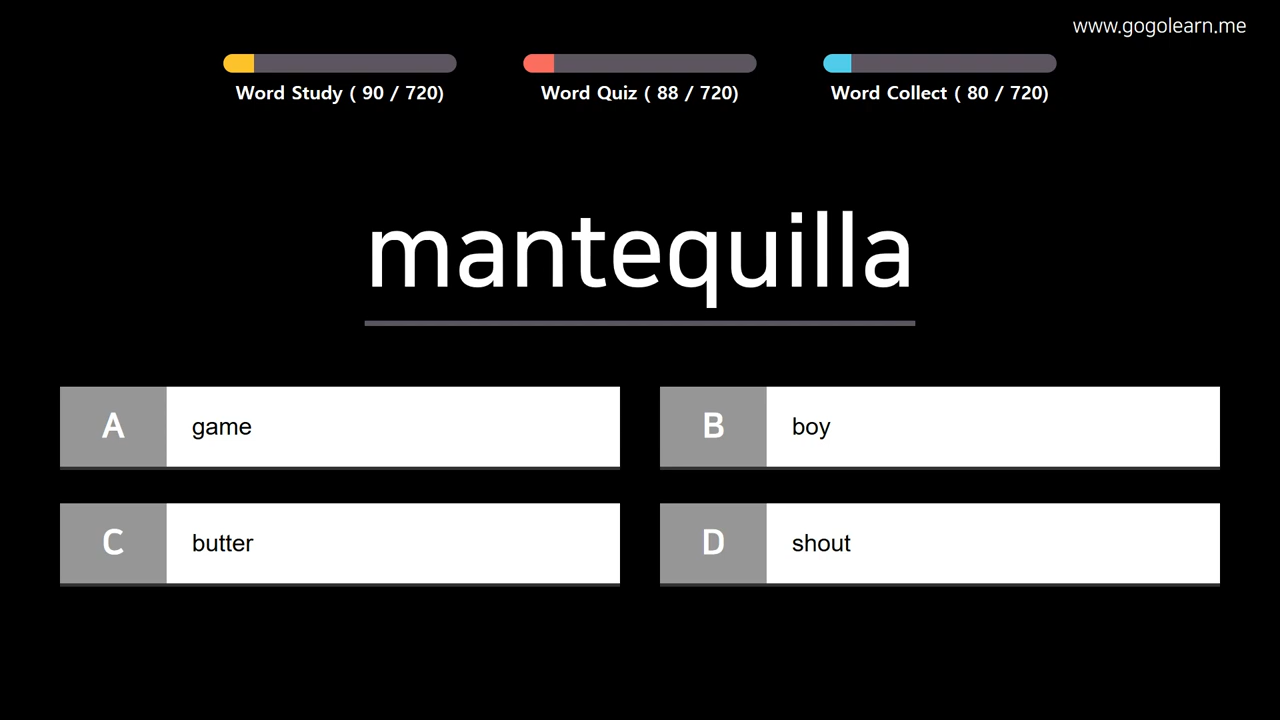 www.gogolearn.me
Word Study ( 90 / 720)
Word Quiz ( 88 / 720)
Word Collect ( 80 / 720)
mantequilla
A game
B boy
C butter
D shout